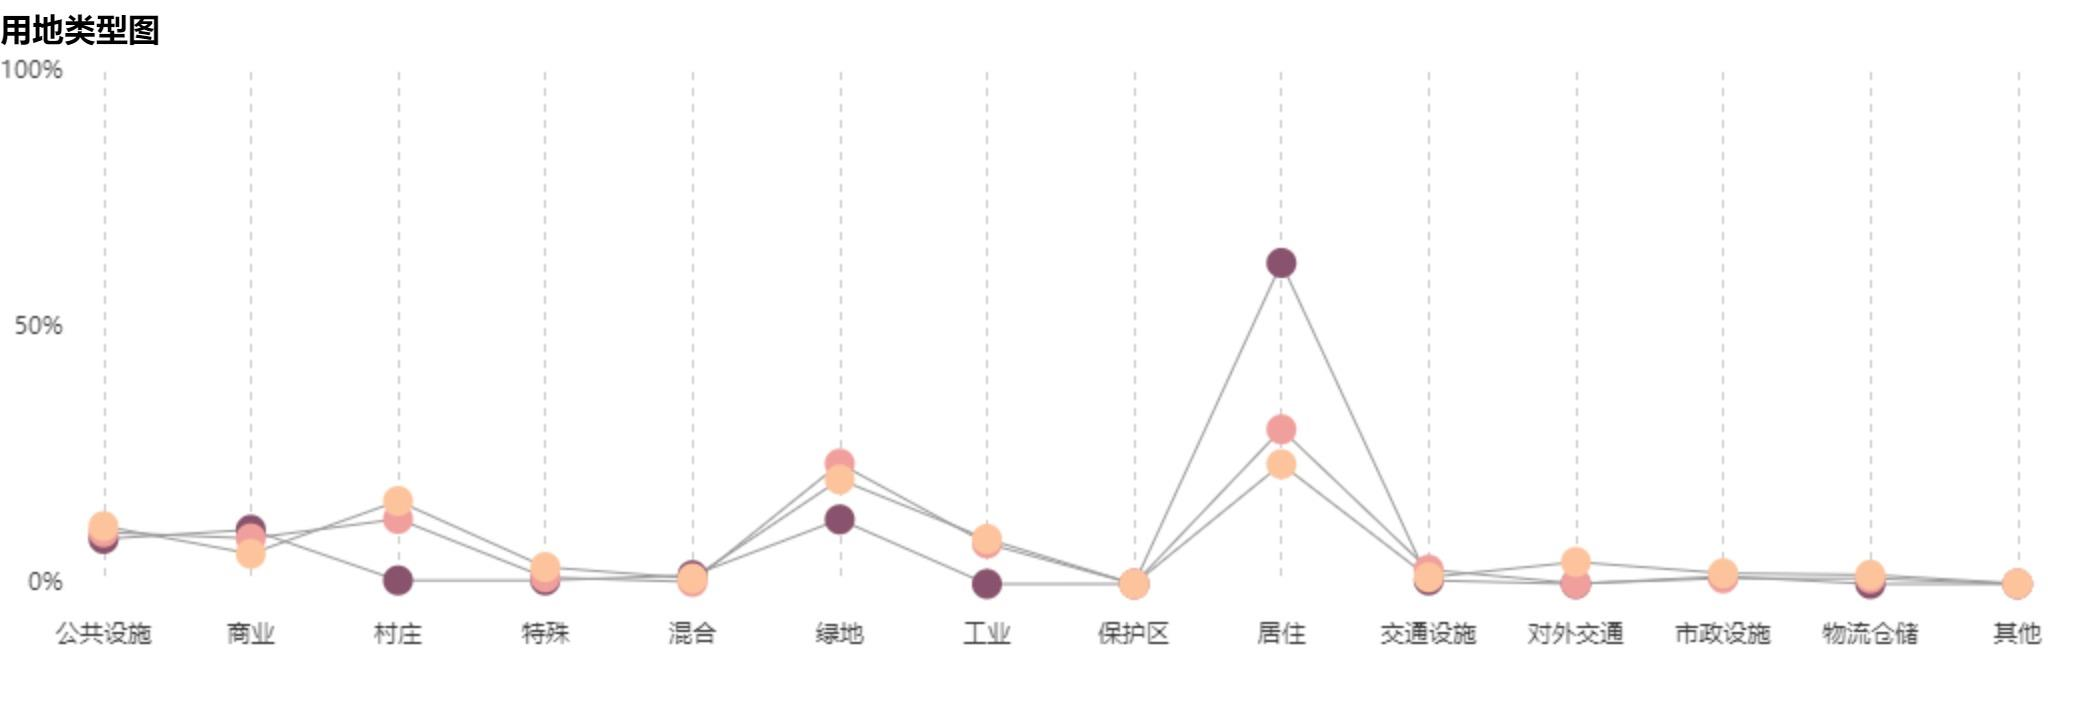 用地类型图
100%
50%
0%
公共设施 商业 村庄 特殊 混合 绿地 工业 保护区 居住 交通设施 对外交通 市政设施 物流仓储 其他